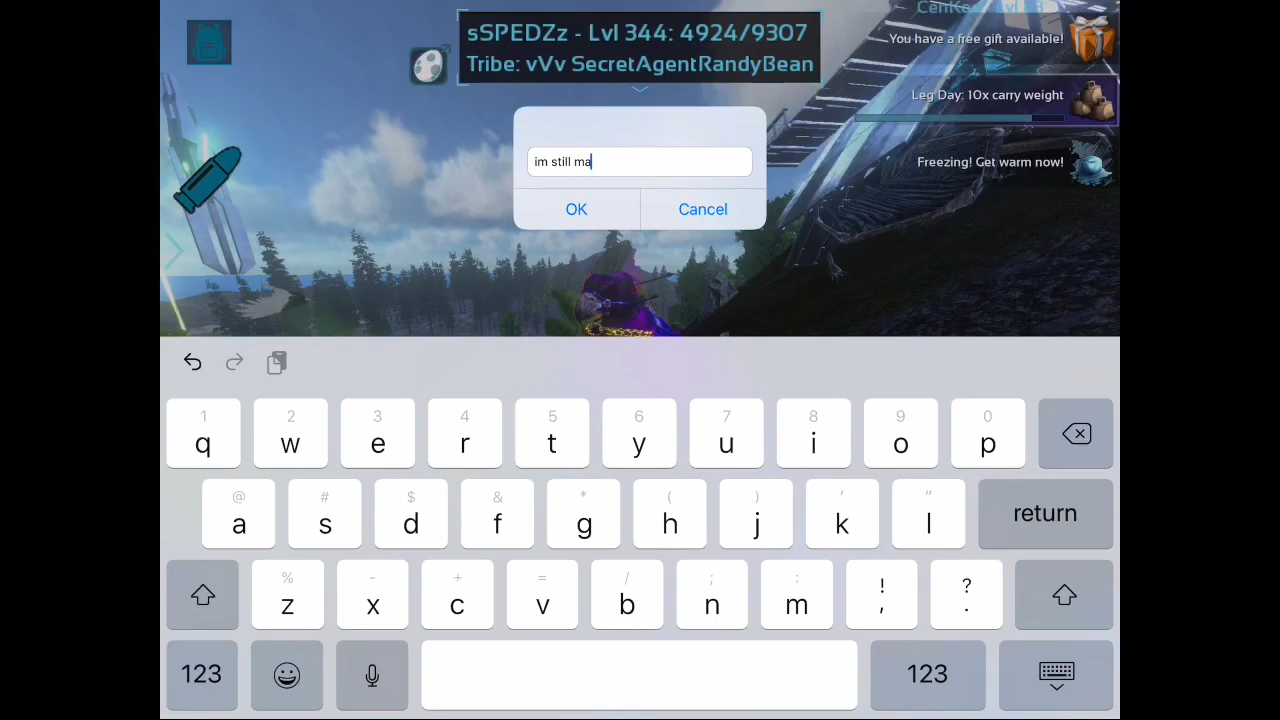 sSPEDZz - Lvl 344: 4924/9307
Tribe: vVv SecretAgentRandyBean
You have a free gift available!
Leg Day: 10x carry weight
Freezing! Get warm now!
im still ma
OK Cancel
1 2 3 4 5 6 7 8 9 0
q w e r t y u i o p
@ # $ & * ( ) ' "
a s d f g h j k l return
% - + = / ; : ! ?
z x c v b n m , .
123 123